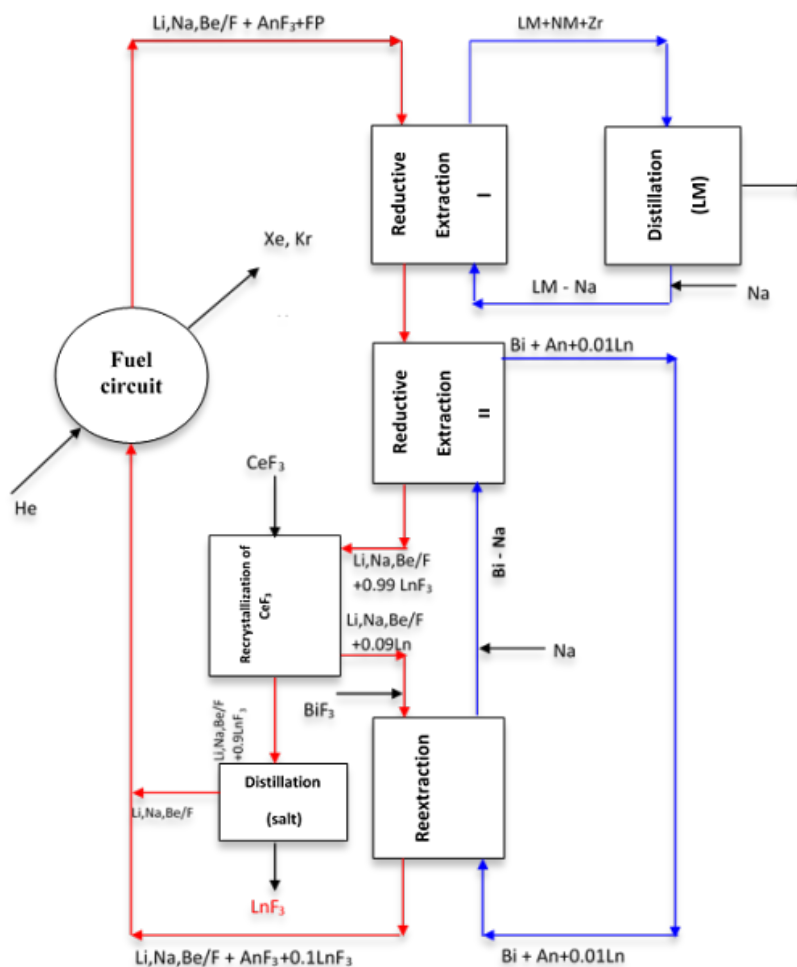 Li,Na,Be/F + AnF₃+FP
LM+NM+Zr
Reductive
Extraction
I
Distillation
(LM)
Xe, Kr
LM - Na
Na
Fuel
circuit
Bi + An+0.01Ln
Reductive
Extraction
II
He
CeF₃
Recrystallization of
CeF₃
Li,Na,Be/F
+0.99 LnF₃
Bi - Na
Li,Na,Be/F
+0.09Ln
Na
BiF₃
Li,Na,Be/F
+0.9LnF₃
Distillation
(salt)
Reextraction
Li,Na,Be/F
LnF₃
Li,Na,Be/F + AnF₃+0.1LnF₃
Bi + An+0.01Ln